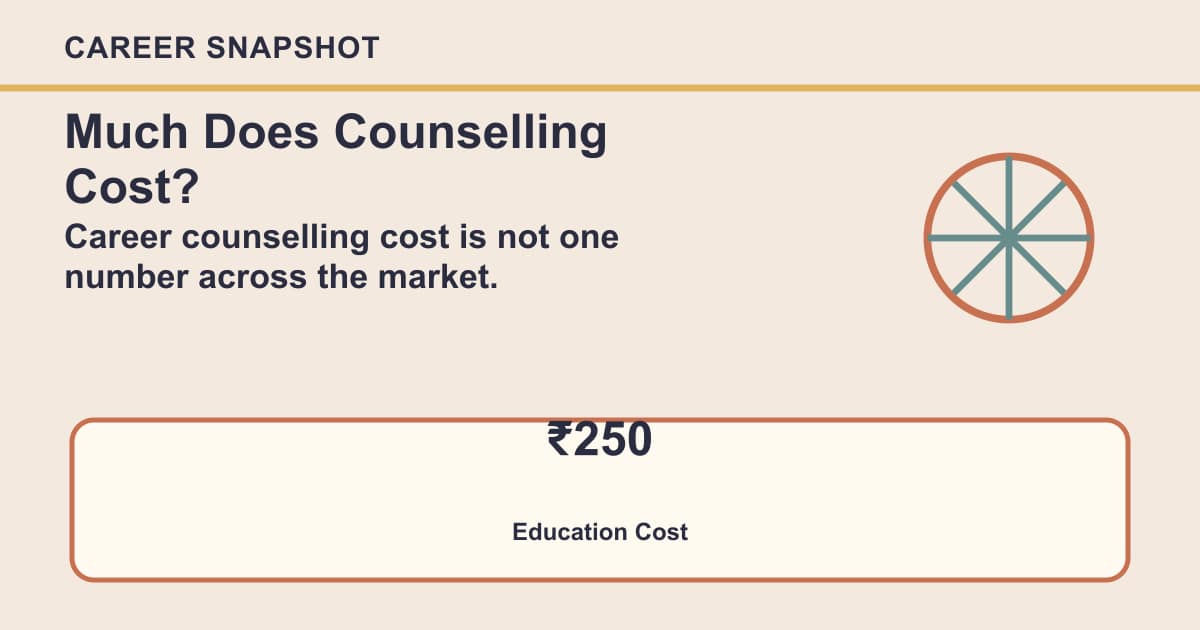 CAREER SNAPSHOT
Much Does Counselling
Cost?
Career counselling cost is not one
number across the market.
₹250
Education Cost